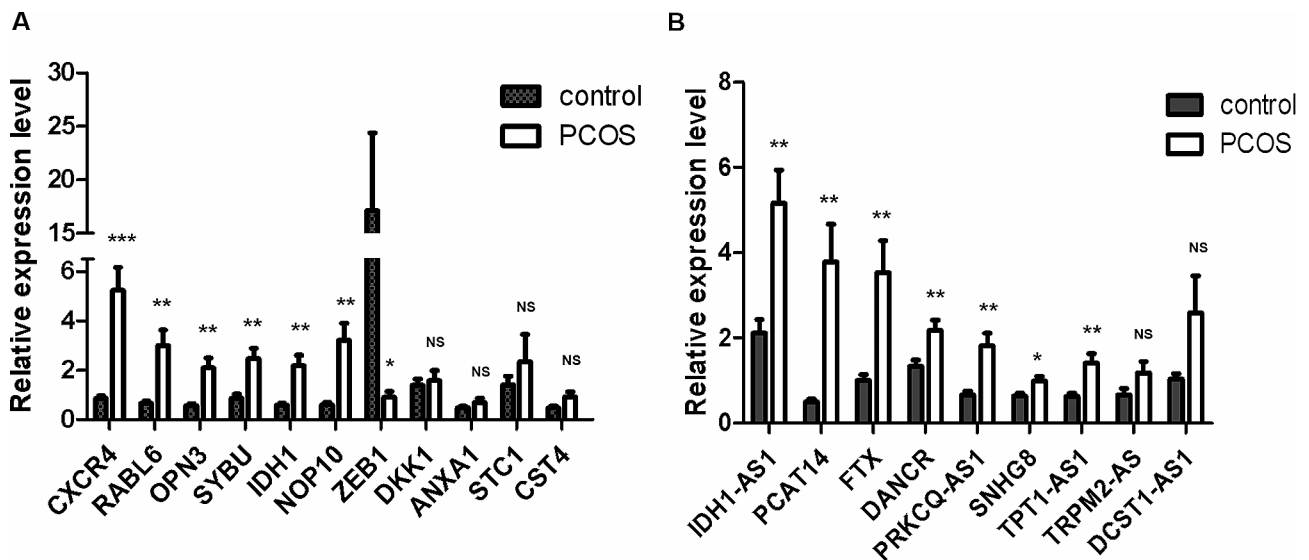 A
Relative expression level
30
25
20
15
6
4
2
0
control
PCOS
***
**
**
**
**
**
*
NS
NS
NS
NS
CXCR4
RABL6
OPN3
SYBU
IDH1
NOP10
ZEB1
DKK1
ANXA1
STC1
CST4
B
Relative expression level
8
6
4
2
0
control
PCOS
**
**
**
**
**
*
**
NS
NS
IDH1-AS1
PCAT14
FTX
DANCR
PRKCQ-AS1
SNHG8
TPT1-AS1
TRPM2-AS
DCST1-AS1